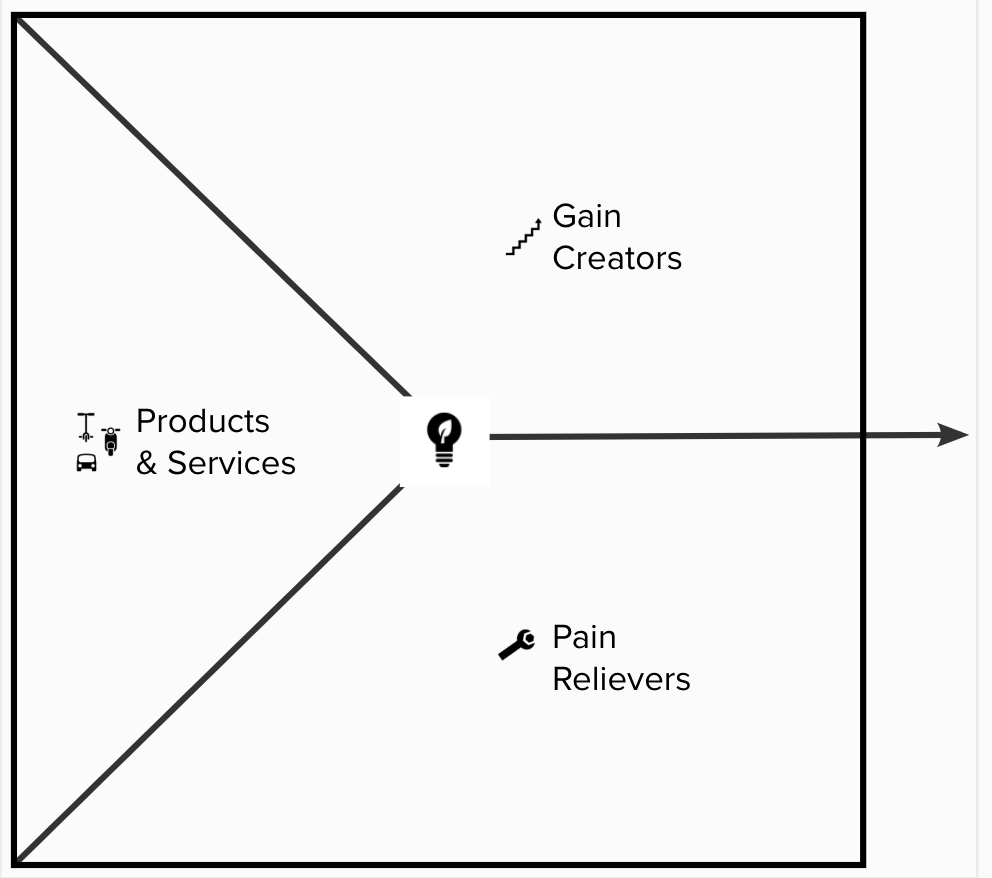 Gain
Creators
Products
& Services
Pain
Relievers